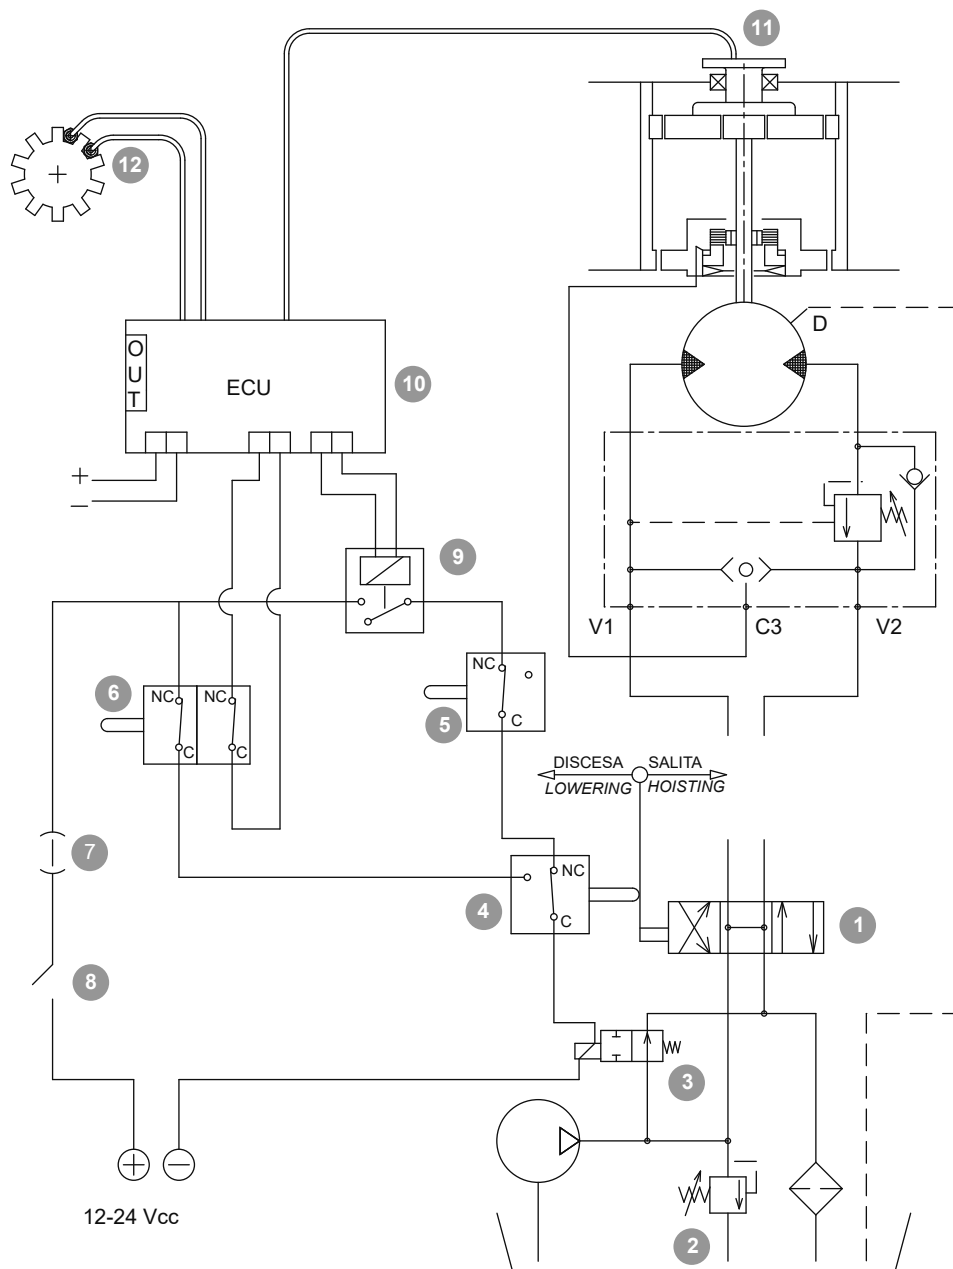 11
12
D
O
U
T
ECU
10
+
−
9
V1
C3
V2
NC
5
C
6
NC
NC
C
C
DISCESA
SALITA
LOWERING
HOISTING
7
NC
4
C
1
8
3
12-24 Vcc
2